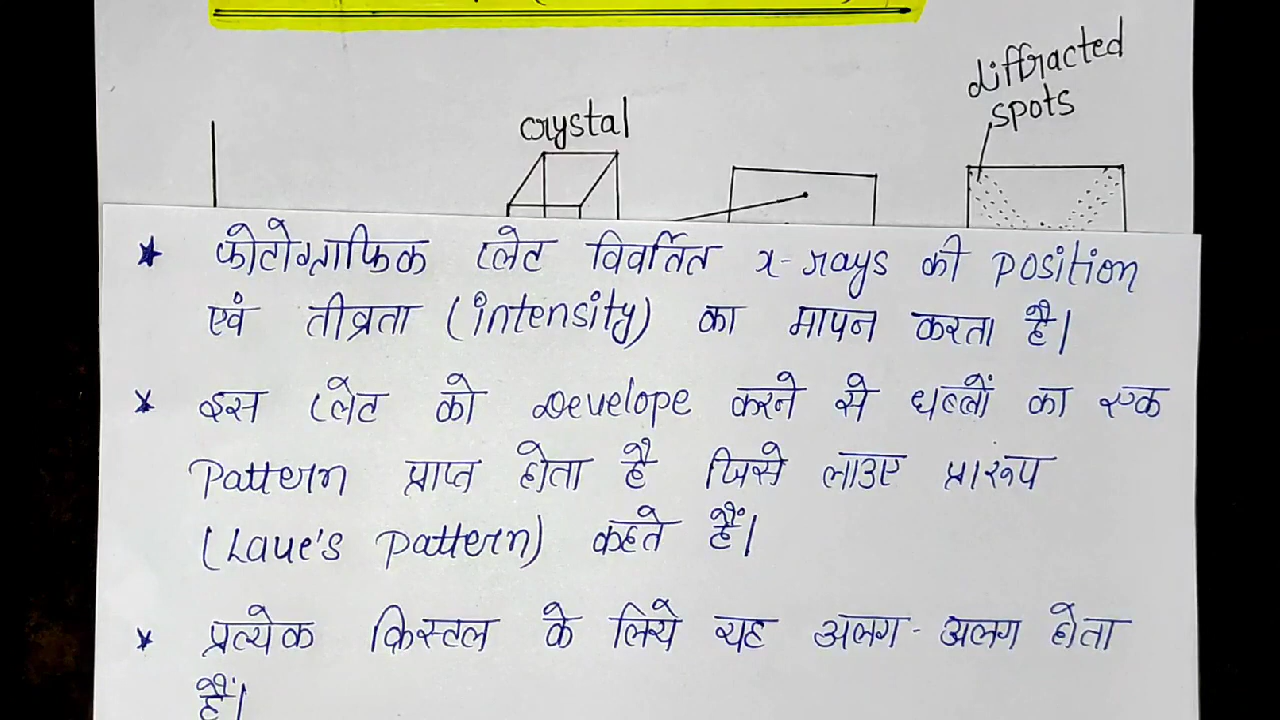 diffracted
spots
crystal
★ फोटोग्राफिक प्लेट विवर्तित x-rays की position
एवं तीव्रता (intensity) का मापन करता है।
★ इस प्लेट को Develope करने से धब्बों का एक
Pattern प्राप्त होता है जिसे लाउए प्रारूप
(Laue's pattern) कहते हैं।
★ प्रत्येक क्रिस्टल के लिये यह अलग-अलग होता
हैं।